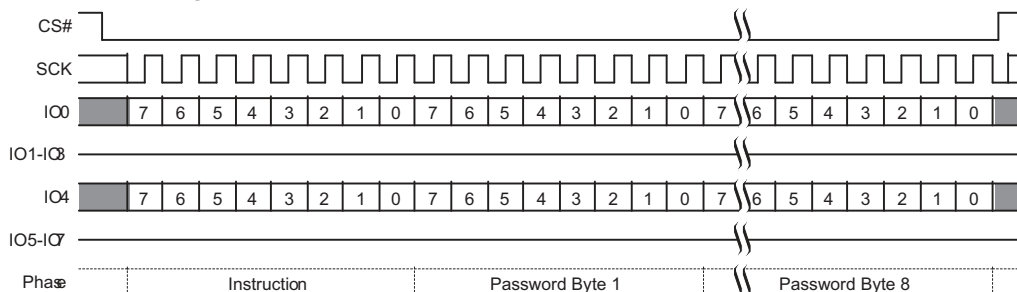 CS#
SCK
IO0 7 6 5 4 3 2 1 0 7 6 5 4 3 2 1 0 7 6 5 4 3 2 1 0
IO1-IO3
IO4 7 6 5 4 3 2 1 0 7 6 5 4 3 2 1 0 7 6 5 4 3 2 1 0
IO5-IO7
Phase Instruction Password Byte 1 Password Byte 8